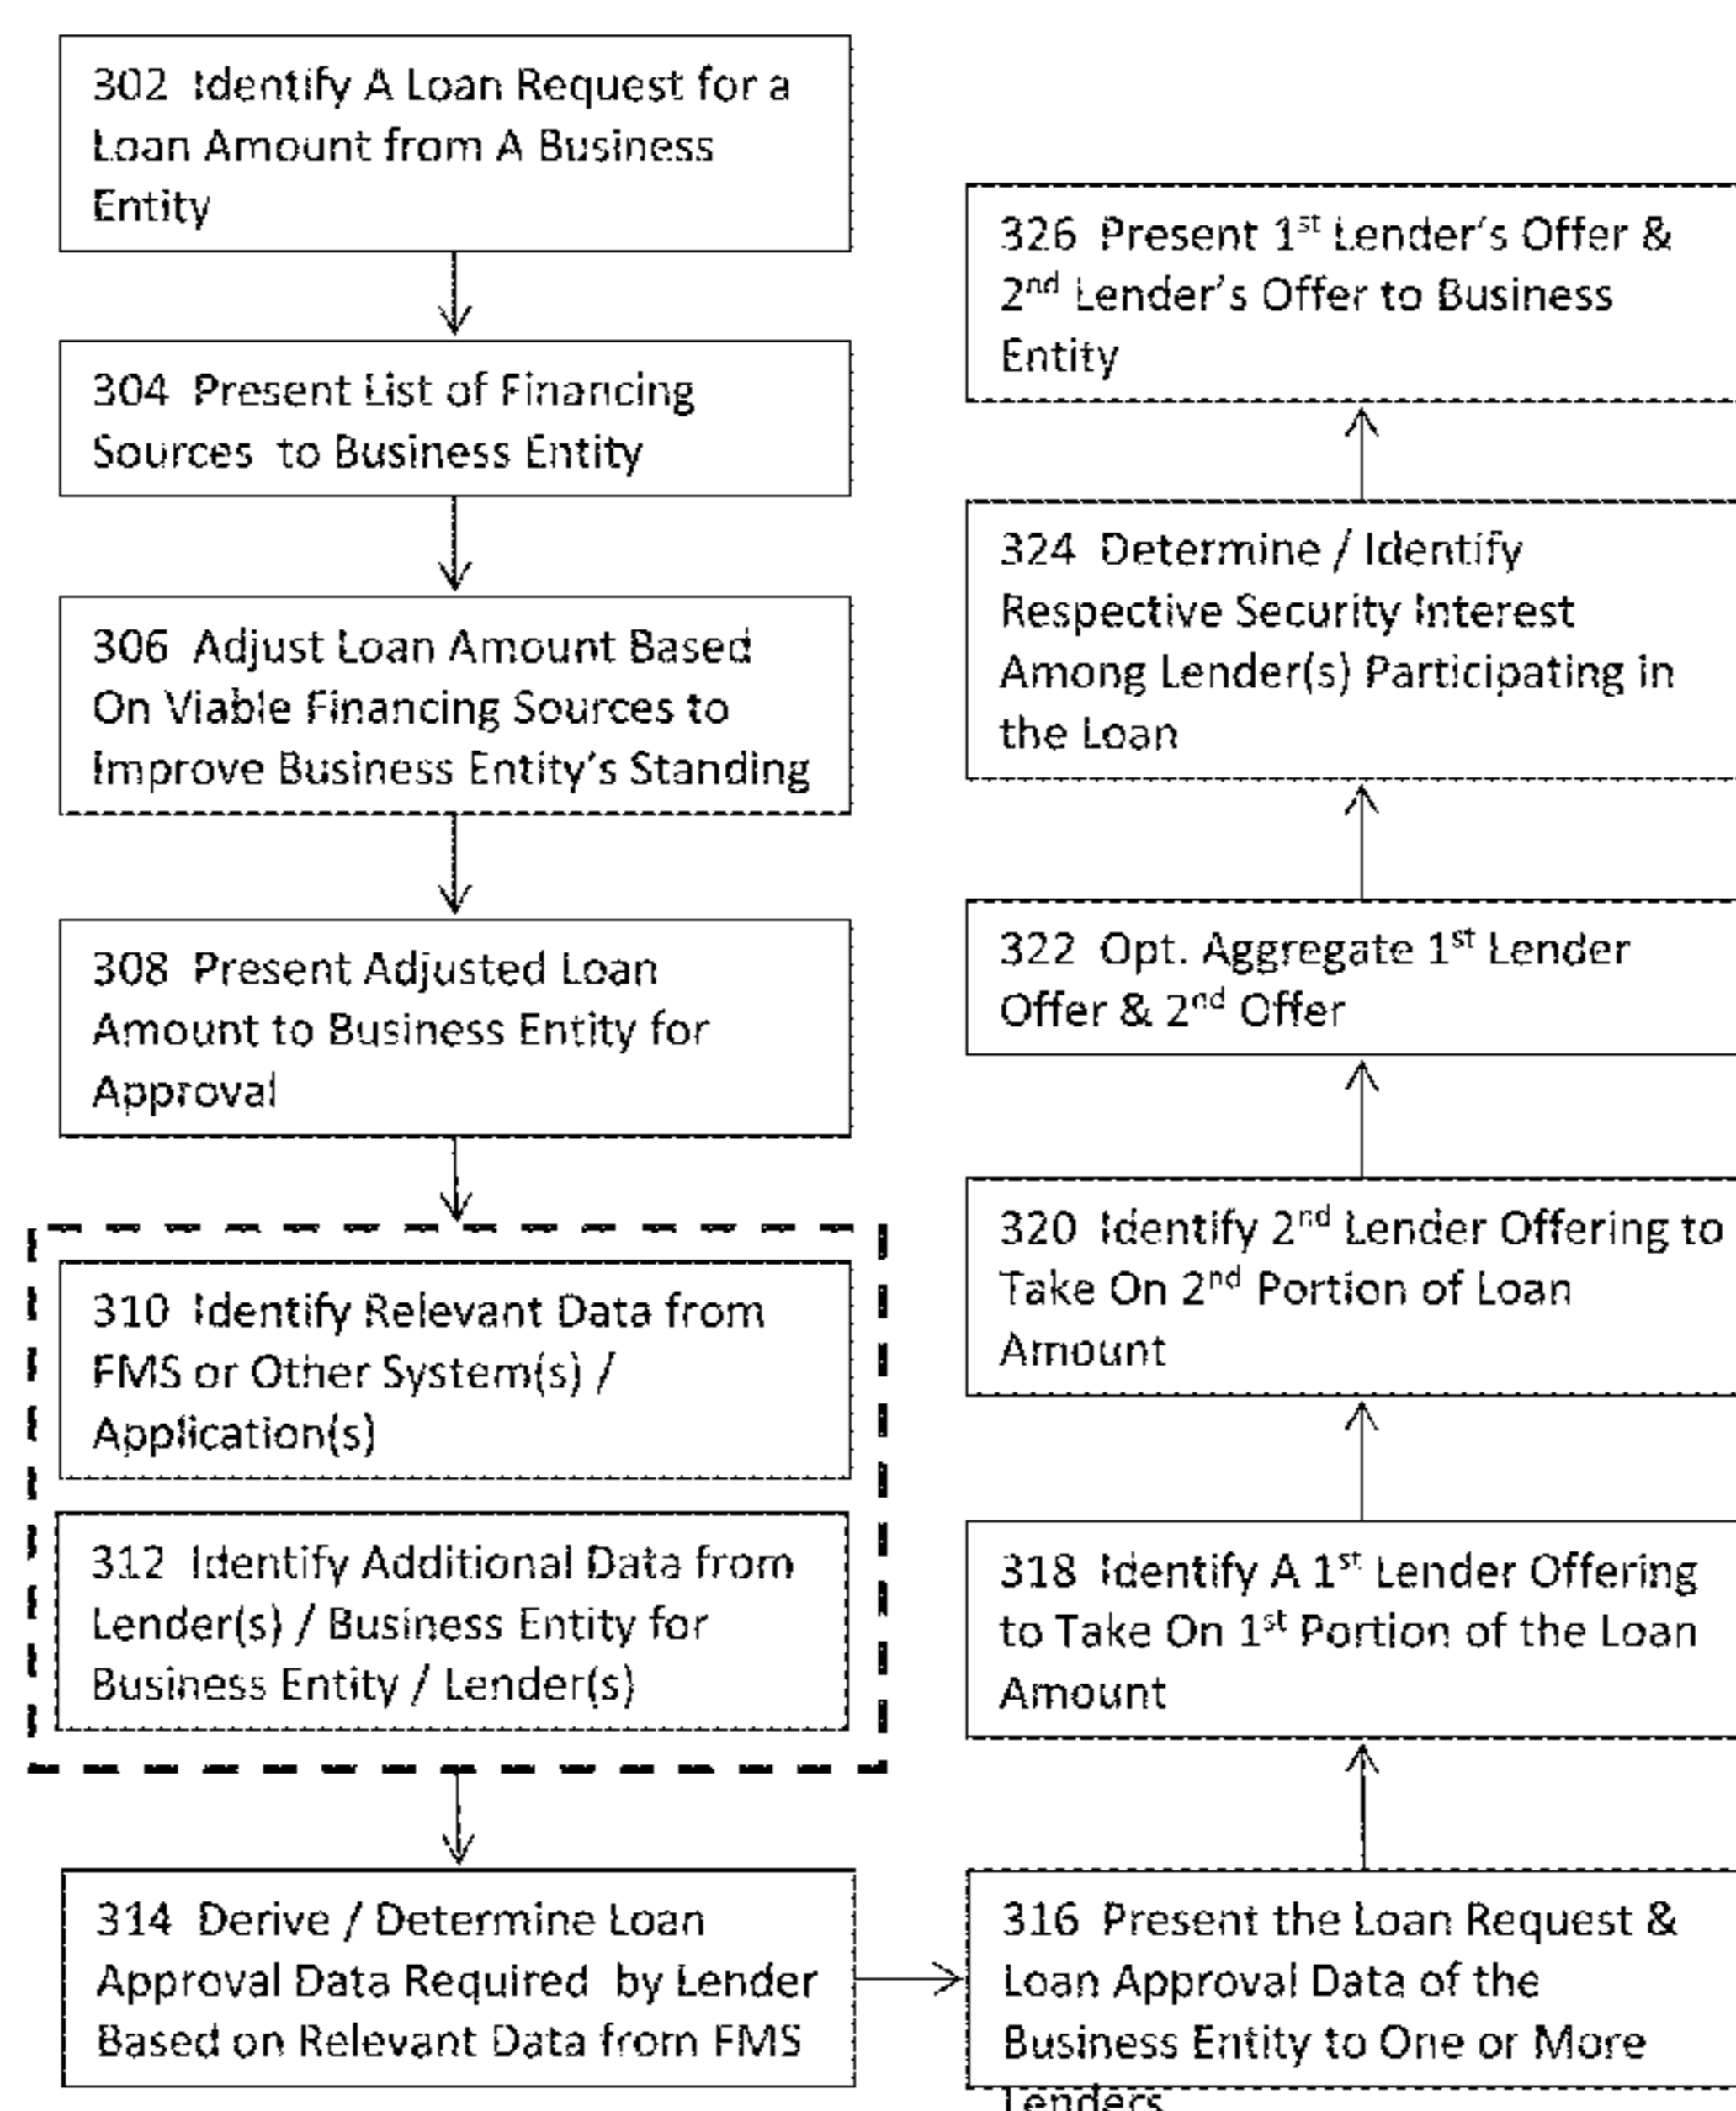 302 Identify A Loan Request for a
Loan Amount from A Business
Entity
304 Present List of Financing
Sources to Business Entity
306 Adjust Loan Amount Based
On Viable Financing Sources to
Improve Business Entity's Standing
308 Present Adjusted Loan
Amount to Business Entity for
Approval
310 Identify Relevant Data from
FMS or Other System(s) /
Application(s)
312 Identify Additional Data from
Lender(s) / Business Entity for
Business Entity / Lender(s)
314 Derive / Determine Loan
Approval Data Required by Lender
Based on Relevant Data from FMS
316 Present the Loan Request &
Loan Approval Data of the
Business Entity to One or More
Lenders
318 Identify A 1st Lender Offering
to Take On 1st Portion of the Loan
Amount
320 Identify 2nd Lender Offering to
Take On 2nd Portion of Loan
Amount
322 Opt. Aggregate 1st Lender
Offer & 2nd Offer
324 Determine / Identify
Respective Security Interest
Among Lender(s) Participating in
the Loan
326 Present 1st Lender's Offer &
2nd Lender's Offer to Business
Entity